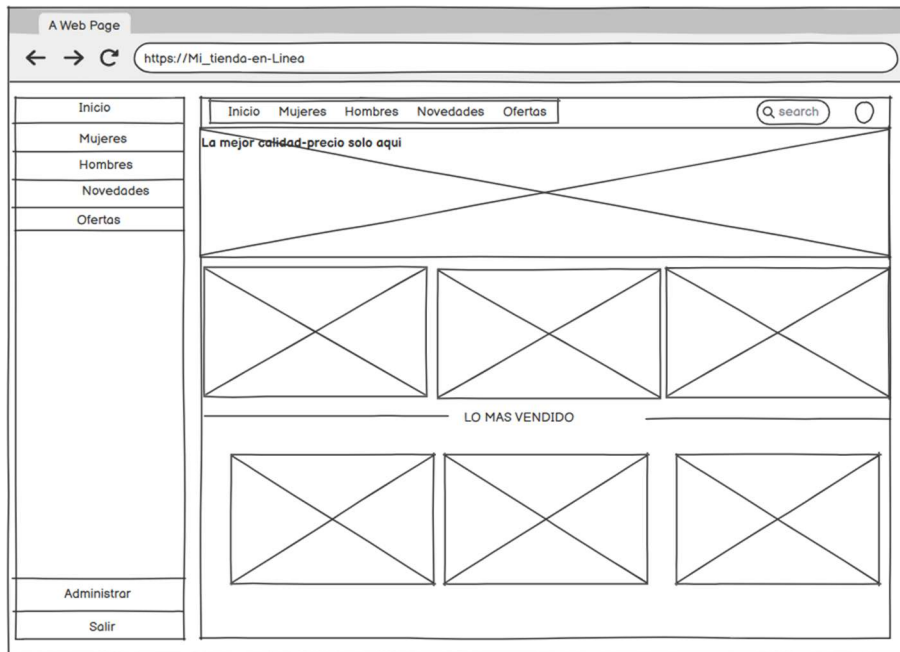 A Web Page
https://Mi_tienda-en-Linea
Inicio
Mujeres
Hombres
Novedades
Ofertas
Administrar
Salir
Inicio Mujeres Hombres Novedades Ofertas search
La mejor calidad-precio solo aqui
LO MAS VENDIDO